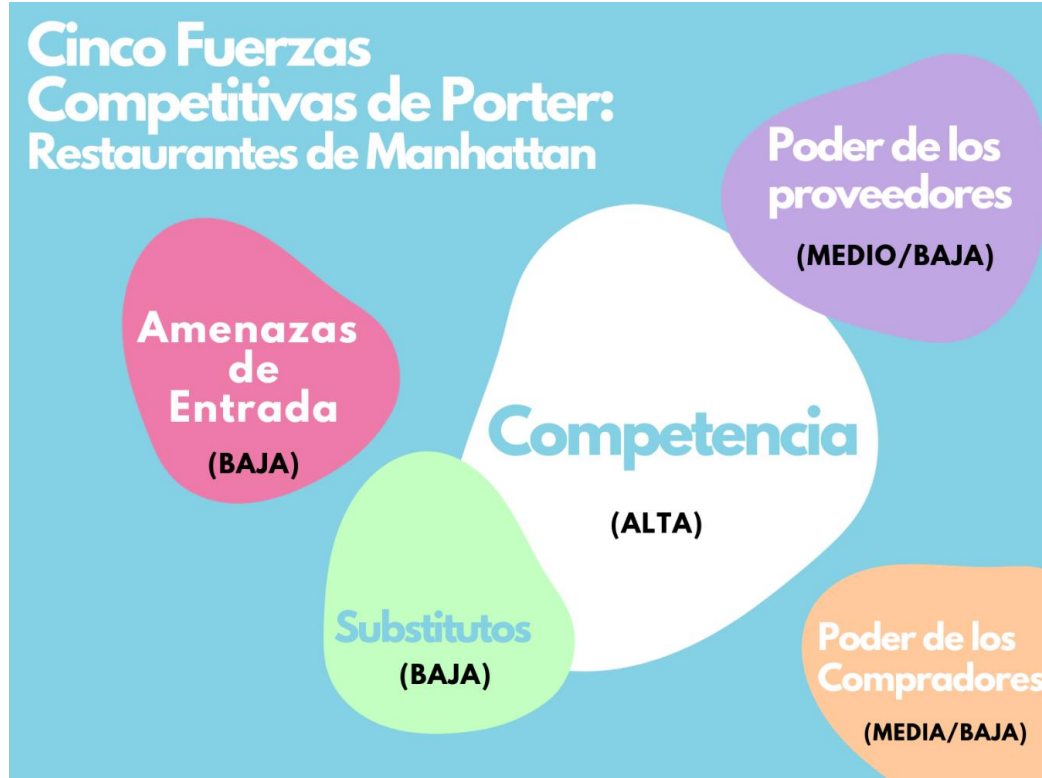 Cinco Fuerzas
Competitivas de Porter:
Restaurantes de Manhattan
Poder de los
proveedores
(MEDIO/BAJA)
Amenazas
de
Entrada
(BAJA)
Competencia
(ALTA)
Substitutos
(BAJA)
Poder de los
Compradores
(MEDIA/BAJA)